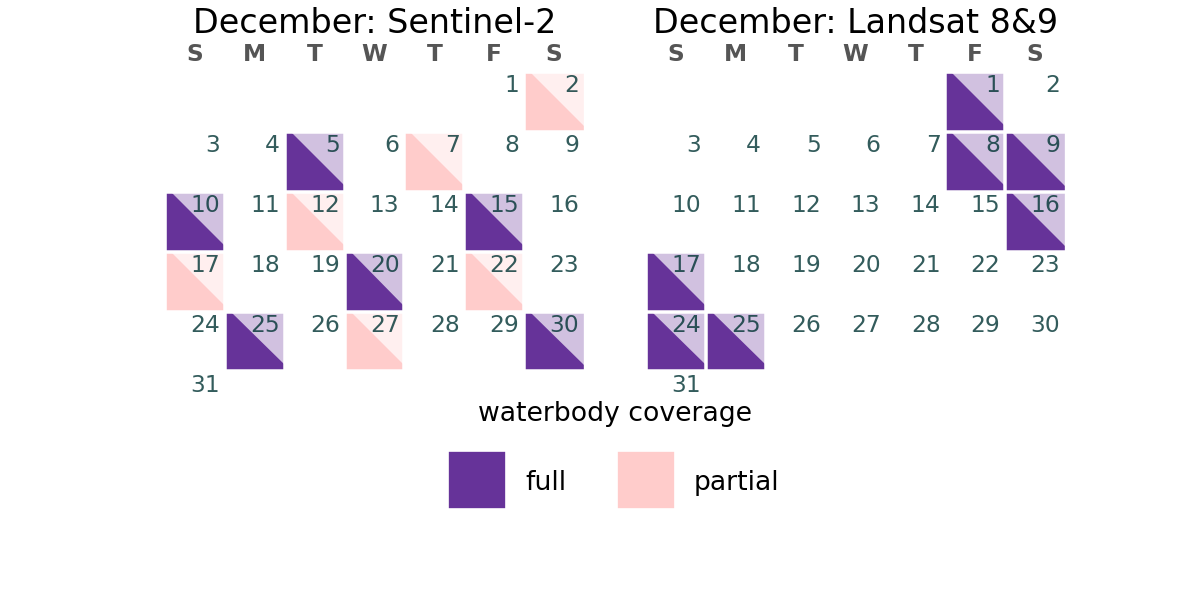 December: Sentinel-2
S M T W T F S
1 2
3 4 5 6 7 8 9
10 11 12 13 14 15 16
17 18 19 20 21 22 23
24 25 26 27 28 29 30
31
December: Landsat 8&9
S M T W T F S
1 2
3 4 5 6 7 8 9
10 11 12 13 14 15 16
17 18 19 20 21 22 23
24 25 26 27 28 29 30
31
waterbody coverage
full partial